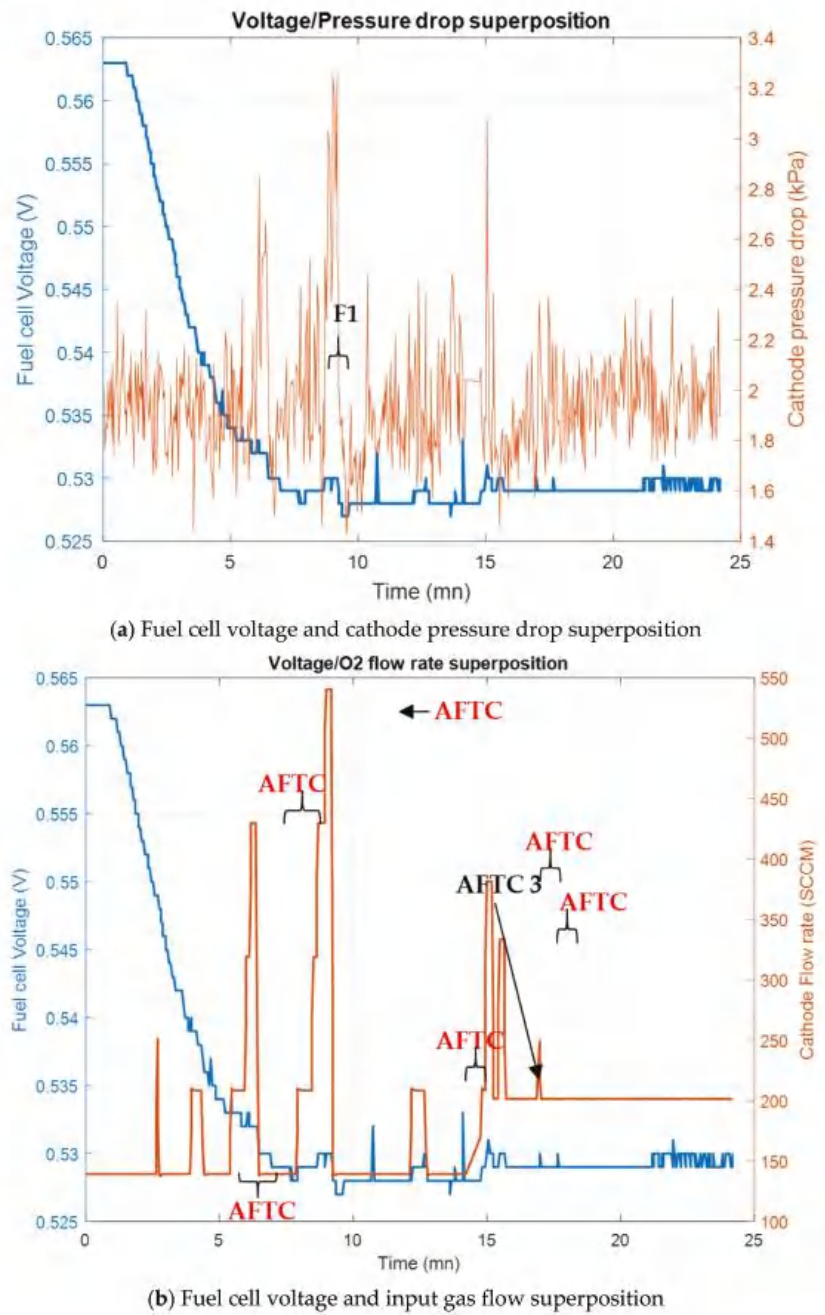 Voltage/Pressure drop superposition
0.565
0.56
0.555
0.55
0.545
0.54
0.535
0.53
0.525
Fuel cell Voltage (V)
3.4
3.2
3
2.8
2.6
2.4
2.2
2
1.8
1.6
1.4
Cathode pressure drop (kPa)
F1
0 5 10 15 20 25
Time (mn)
(a) Fuel cell voltage and cathode pressure drop superposition
Voltage/O2 flow rate superposition
0.565
0.56
0.555
0.55
0.545
0.54
0.535
0.53
0.525
Fuel cell Voltage (V)
550
500
450
400
350
300
250
200
150
100
Cathode Flow rate (SCCM)
AFTC
AFTC
AFTC
AFTC 3
AFTC
AFTC
AFTC
0 5 10 15 20 25
Time (mn)
(b) Fuel cell voltage and input gas flow superposition